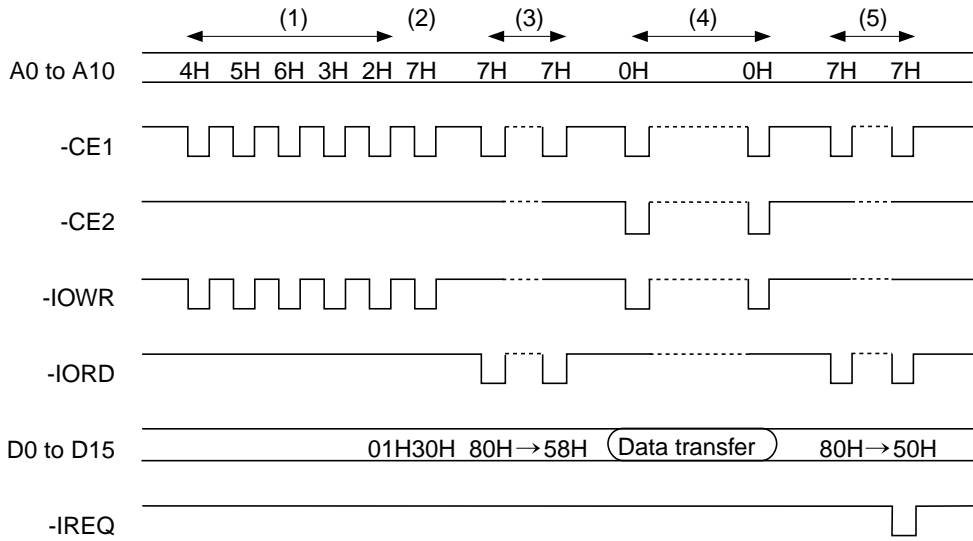 (1) (2) (3) (4) (5)
A0 to A10 4H 5H 6H 3H 2H 7H 7H 7H 0H 0H 7H 7H
-CE1
-CE2
-IOWR
-IORD
D0 to D15 01H30H 80H→58H Data transfer 80H→50H
-IREQ